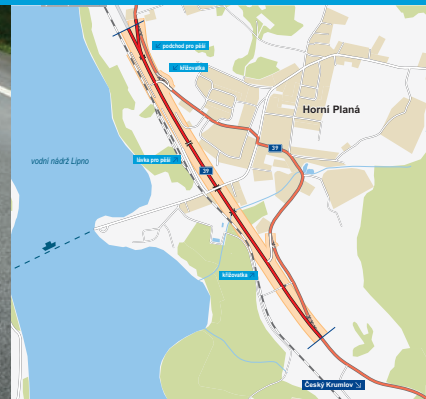 podchod pro pěší
křižovatka
Horní Planá
39
lávka pro pěší
vodní nádrž Lipno
39
křižovatka
Český Krumlov